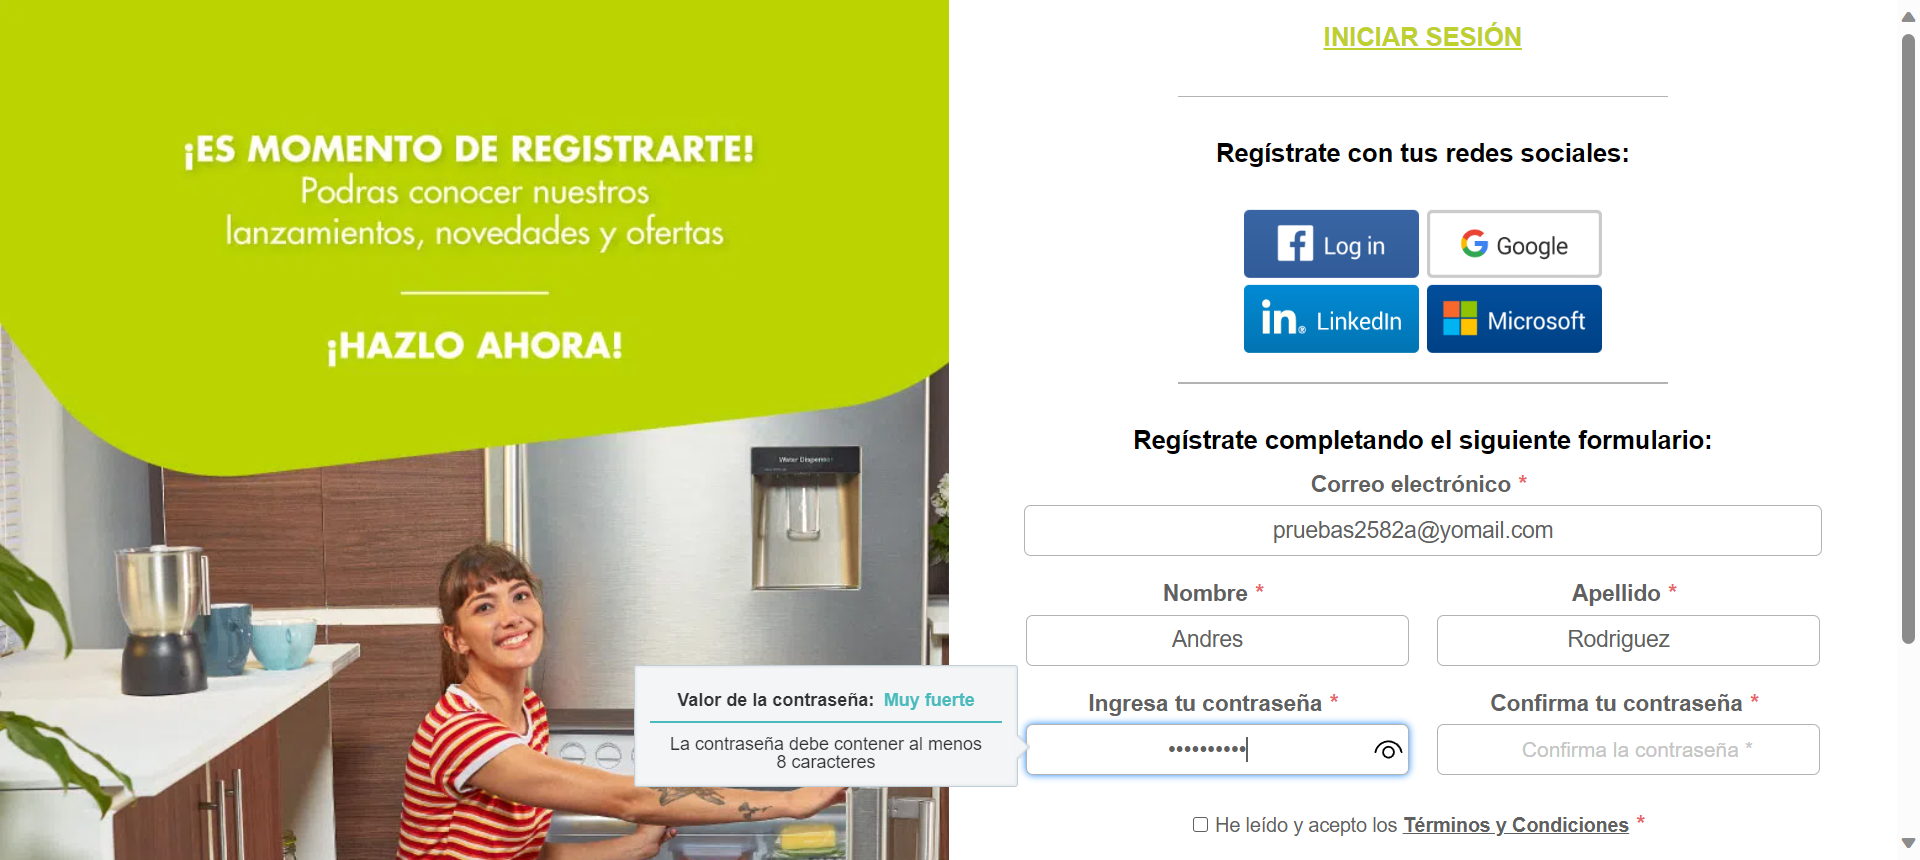 ¡ES MOMENTO DE REGISTRARTE!
Podras conocer nuestros
lanzamientos, novedades y ofertas
¡HAZLO AHORA!
Water Dispenser
INICIAR SESIÓN
Regístrate con tus redes sociales:
Log in
Google
LinkedIn
Microsoft
Regístrate completando el siguiente formulario:
Correo electrónico *
pruebas2582a@yomail.com
Nombre *
Apellido *
Andres
Rodriguez
Ingresa tu contraseña *
Confirma tu contraseña *
••••••••••
Confirma la contraseña *
Valor de la contraseña: Muy fuerte
La contraseña debe contener al menos
8 caracteres
He leído y acepto los Términos y Condiciones *